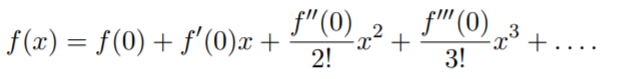 f(x) = f(0) + f′(0)x + f″(0)/2! x² + f‴(0)/3! x³ + ....